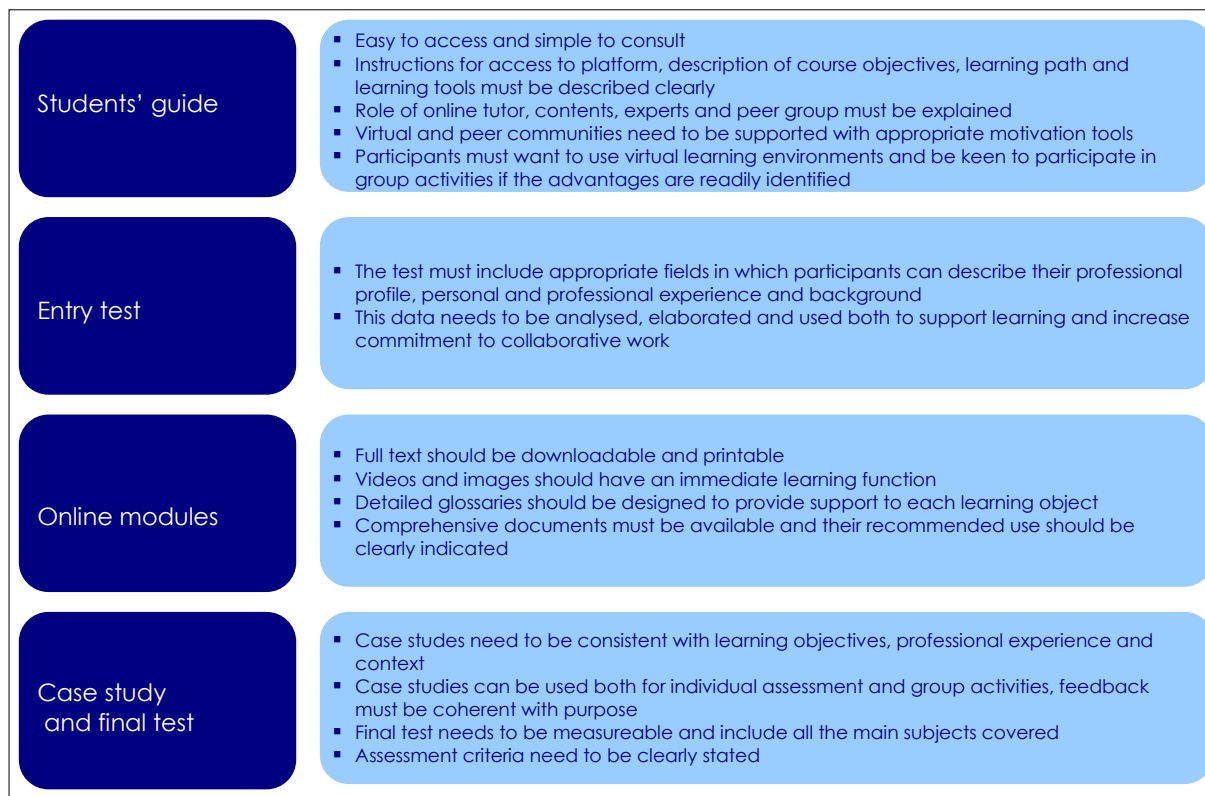 Students’ guide
▪ Easy to access and simple to consult
▪ Instructions for access to platform, description of course objectives, learning path and
learning tools must be described clearly
▪ Role of online tutor, contents, experts and peer group must be explained
▪ Virtual and peer communities need to be supported with appropriate motivation tools
▪ Participants must want to use virtual learning environments and be keen to participate in
group activities if the advantages are readily identified
Entry test
▪ The test must include appropriate fields in which participants can describe their professional
profile, personal and professional experience and background
▪ This data needs to be analysed, elaborated and used both to support learning and increase
commitment to collaborative work
Online modules
▪ Full text should be downloadable and printable
▪ Videos and images should have an immediate learning function
▪ Detailed glossaries should be designed to provide support to each learning object
▪ Comprehensive documents must be available and their recommended use should be
clearly indicated
Case study
and final test
▪ Case studes need to be consistent with learning objectives, professional experience and
context
▪ Case studies can be used both for individual assessment and group activities, feedback
must be coherent with purpose
▪ Final test needs to be measureable and include all the main subjects covered
▪ Assessment criteria need to be clearly stated